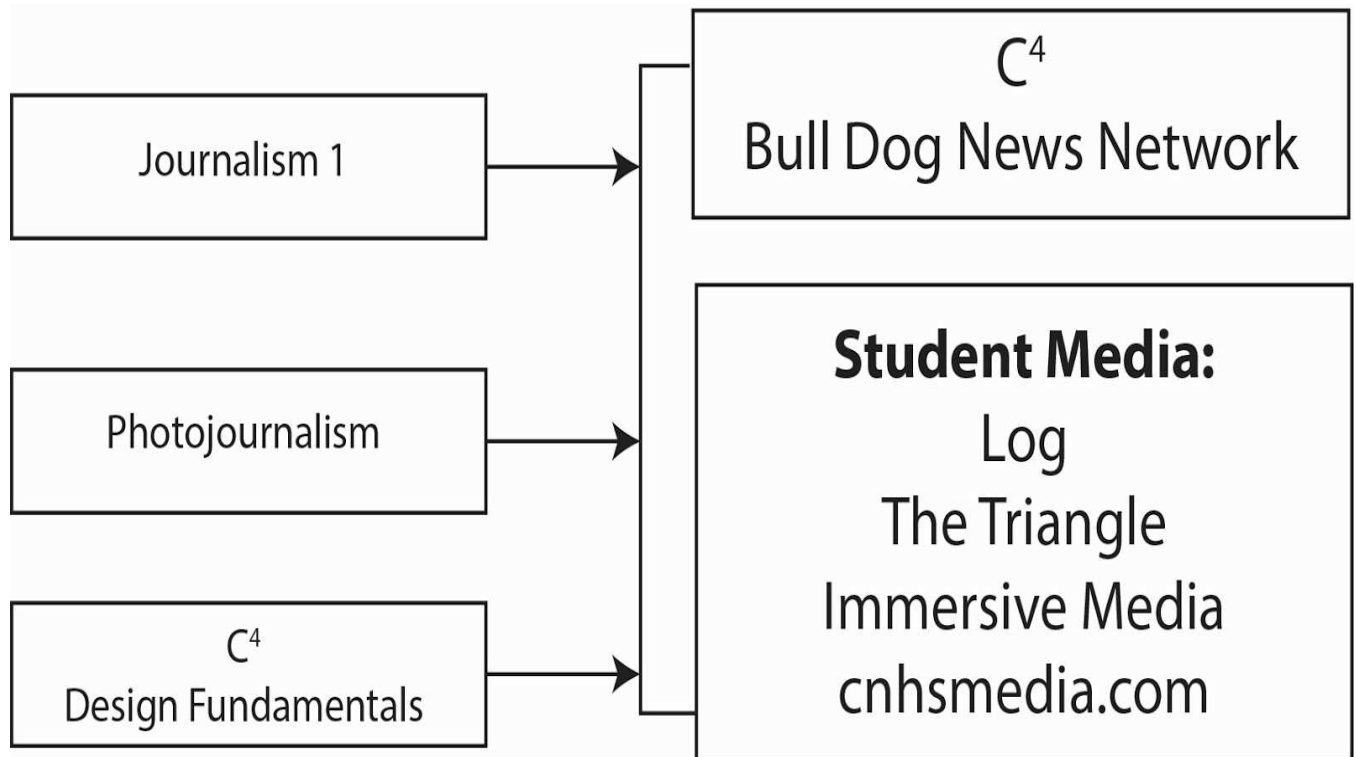 Journalism 1
Photojournalism
C⁴
Design Fundamentals
C⁴
Bull Dog News Network
Student Media:
Log
The Triangle
Immersive Media
cnhsmedia.com